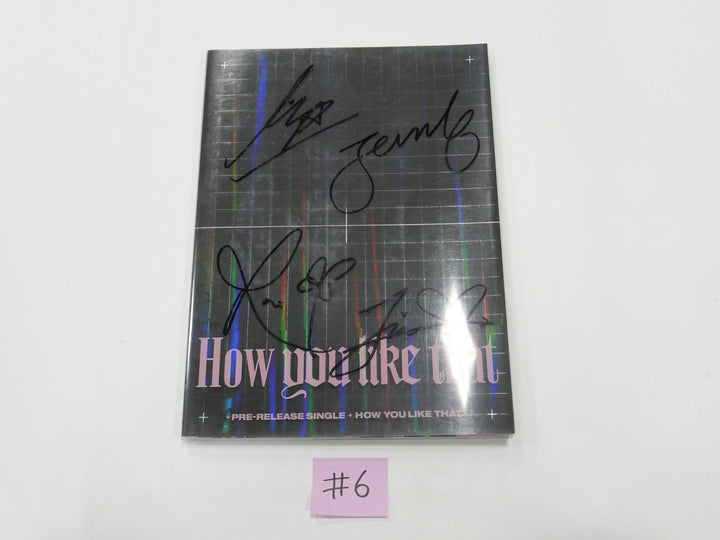 Jennie
How you like that
PRE-RELEASE SINGLE + HOW YOU LIKE THAT
#6